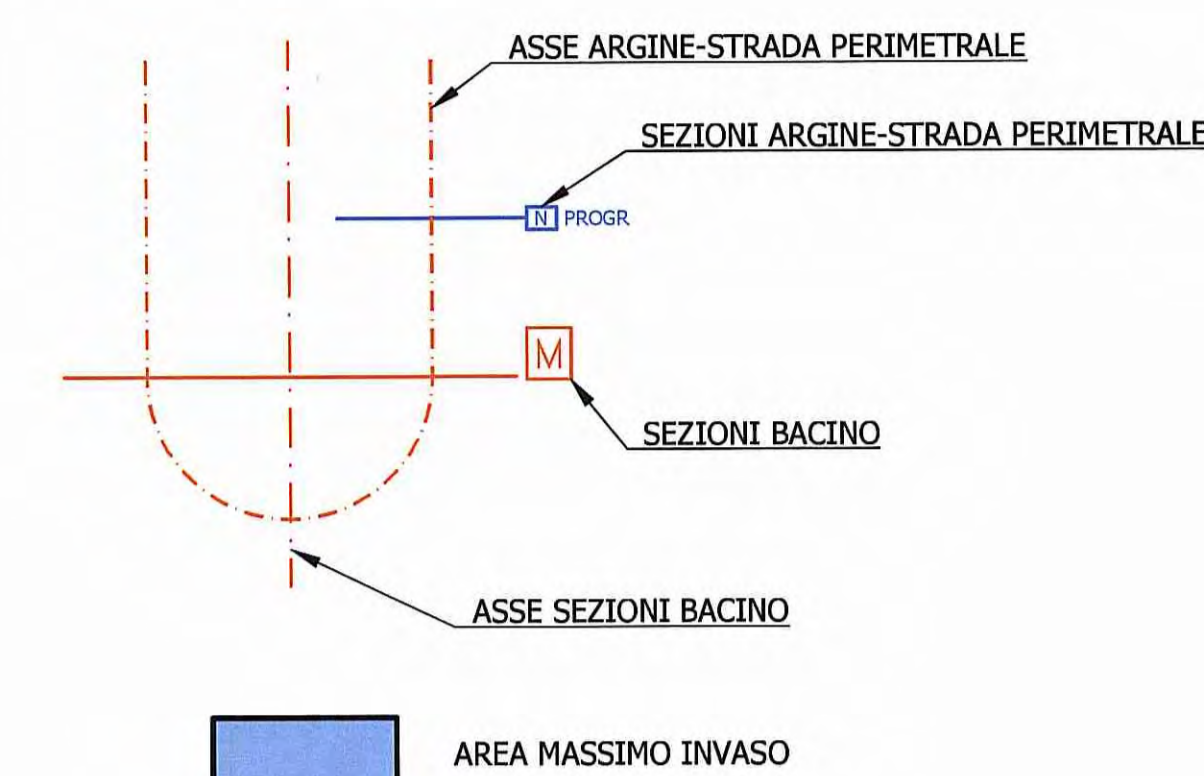 ASSE ARGINE-STRADA PERIMETRALE
SEZIONI ARGINE-STRADA PERIMETRALE
N PROGR
M
SEZIONI BACINO
ASSE SEZIONI BACINO
AREA MASSIMO INVASO